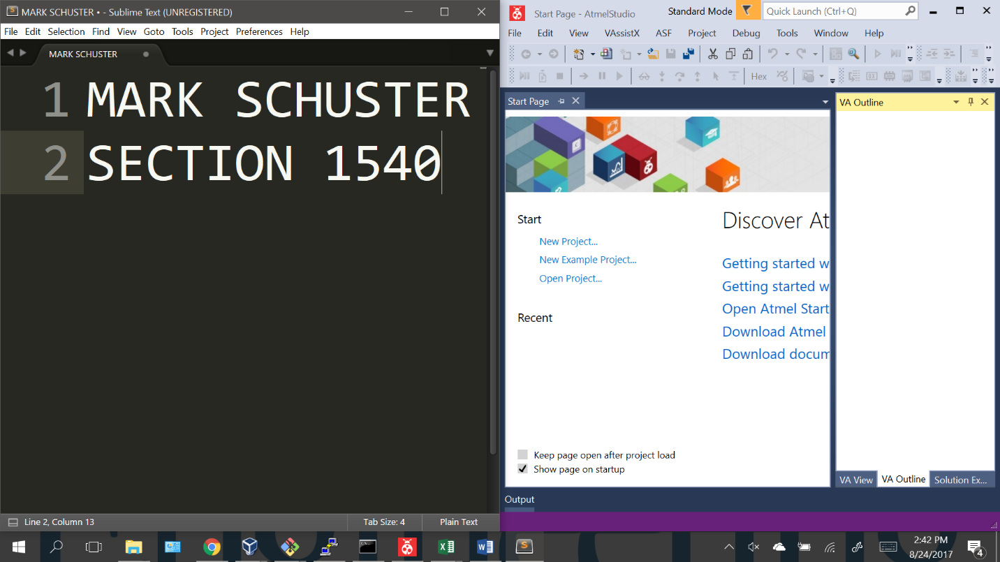 MARK SCHUSTER • - Sublime Text (UNREGISTERED)
File Edit Selection Find View Goto Tools Project Preferences Help
MARK SCHUSTER
1 MARK SCHUSTER
2 SECTION 1540
Line 2, Column 13 Tab Size: 4 Plain Text
Start Page - AtmelStudio Standard Mode Quick Launch (Ctrl+Q)
File Edit View VAssistX ASF Project Debug Tools Window Help
Hex
Start Page
Start
New Project...
New Example Project...
Open Project...
Recent
Discover At
Getting started w
Getting started w
Open Atmel Start
Download Atmel
Download docum
Keep page open after project load
Show page on startup
VA Outline
VA View VA Outline Solution Ex...
Output
2:42 PM
8/24/2017
4